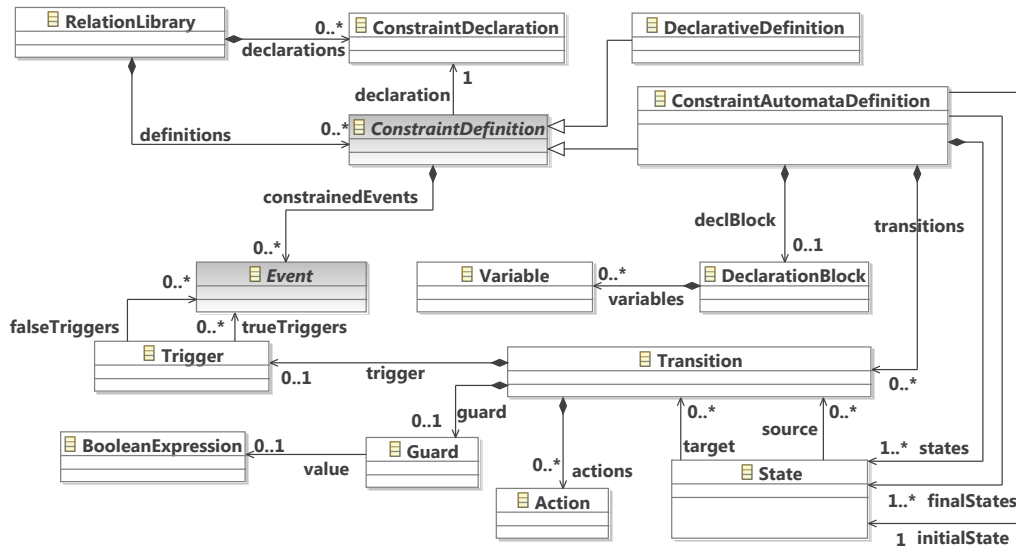 RelationLibrary
0..*
ConstraintDeclaration
DeclarativeDefinition
declarations
1
declaration
ConstraintAutomataDefinition
definitions
0..*
ConstraintDefinition
constrainedEvents
declBlock
transitions
0..*
0..1
Event
0..*
Variable
0..*
DeclarationBlock
variables
falseTriggers
0..*
trueTriggers
Trigger
Transition
0..1
trigger
0..*
0..1
guard
0..*
0..*
BooleanExpression
0..1
source
value
Guard
target
0..*
actions
1..*
states
State
Action
1..*
finalStates
1
initialState